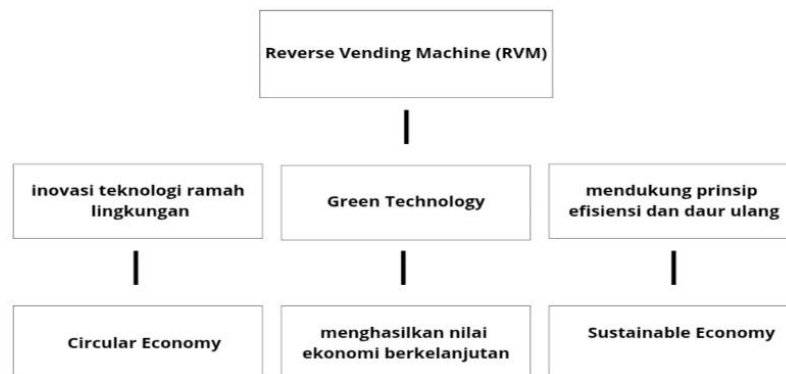 Reverse Vending Machine (RVM)
inovasi teknologi ramah
lingkungan
Green Technology
mendukung prinsip
efisiensi dan daur ulang
Circular Economy
menghasilkan nilai
ekonomi berkelanjutan
Sustainable Economy